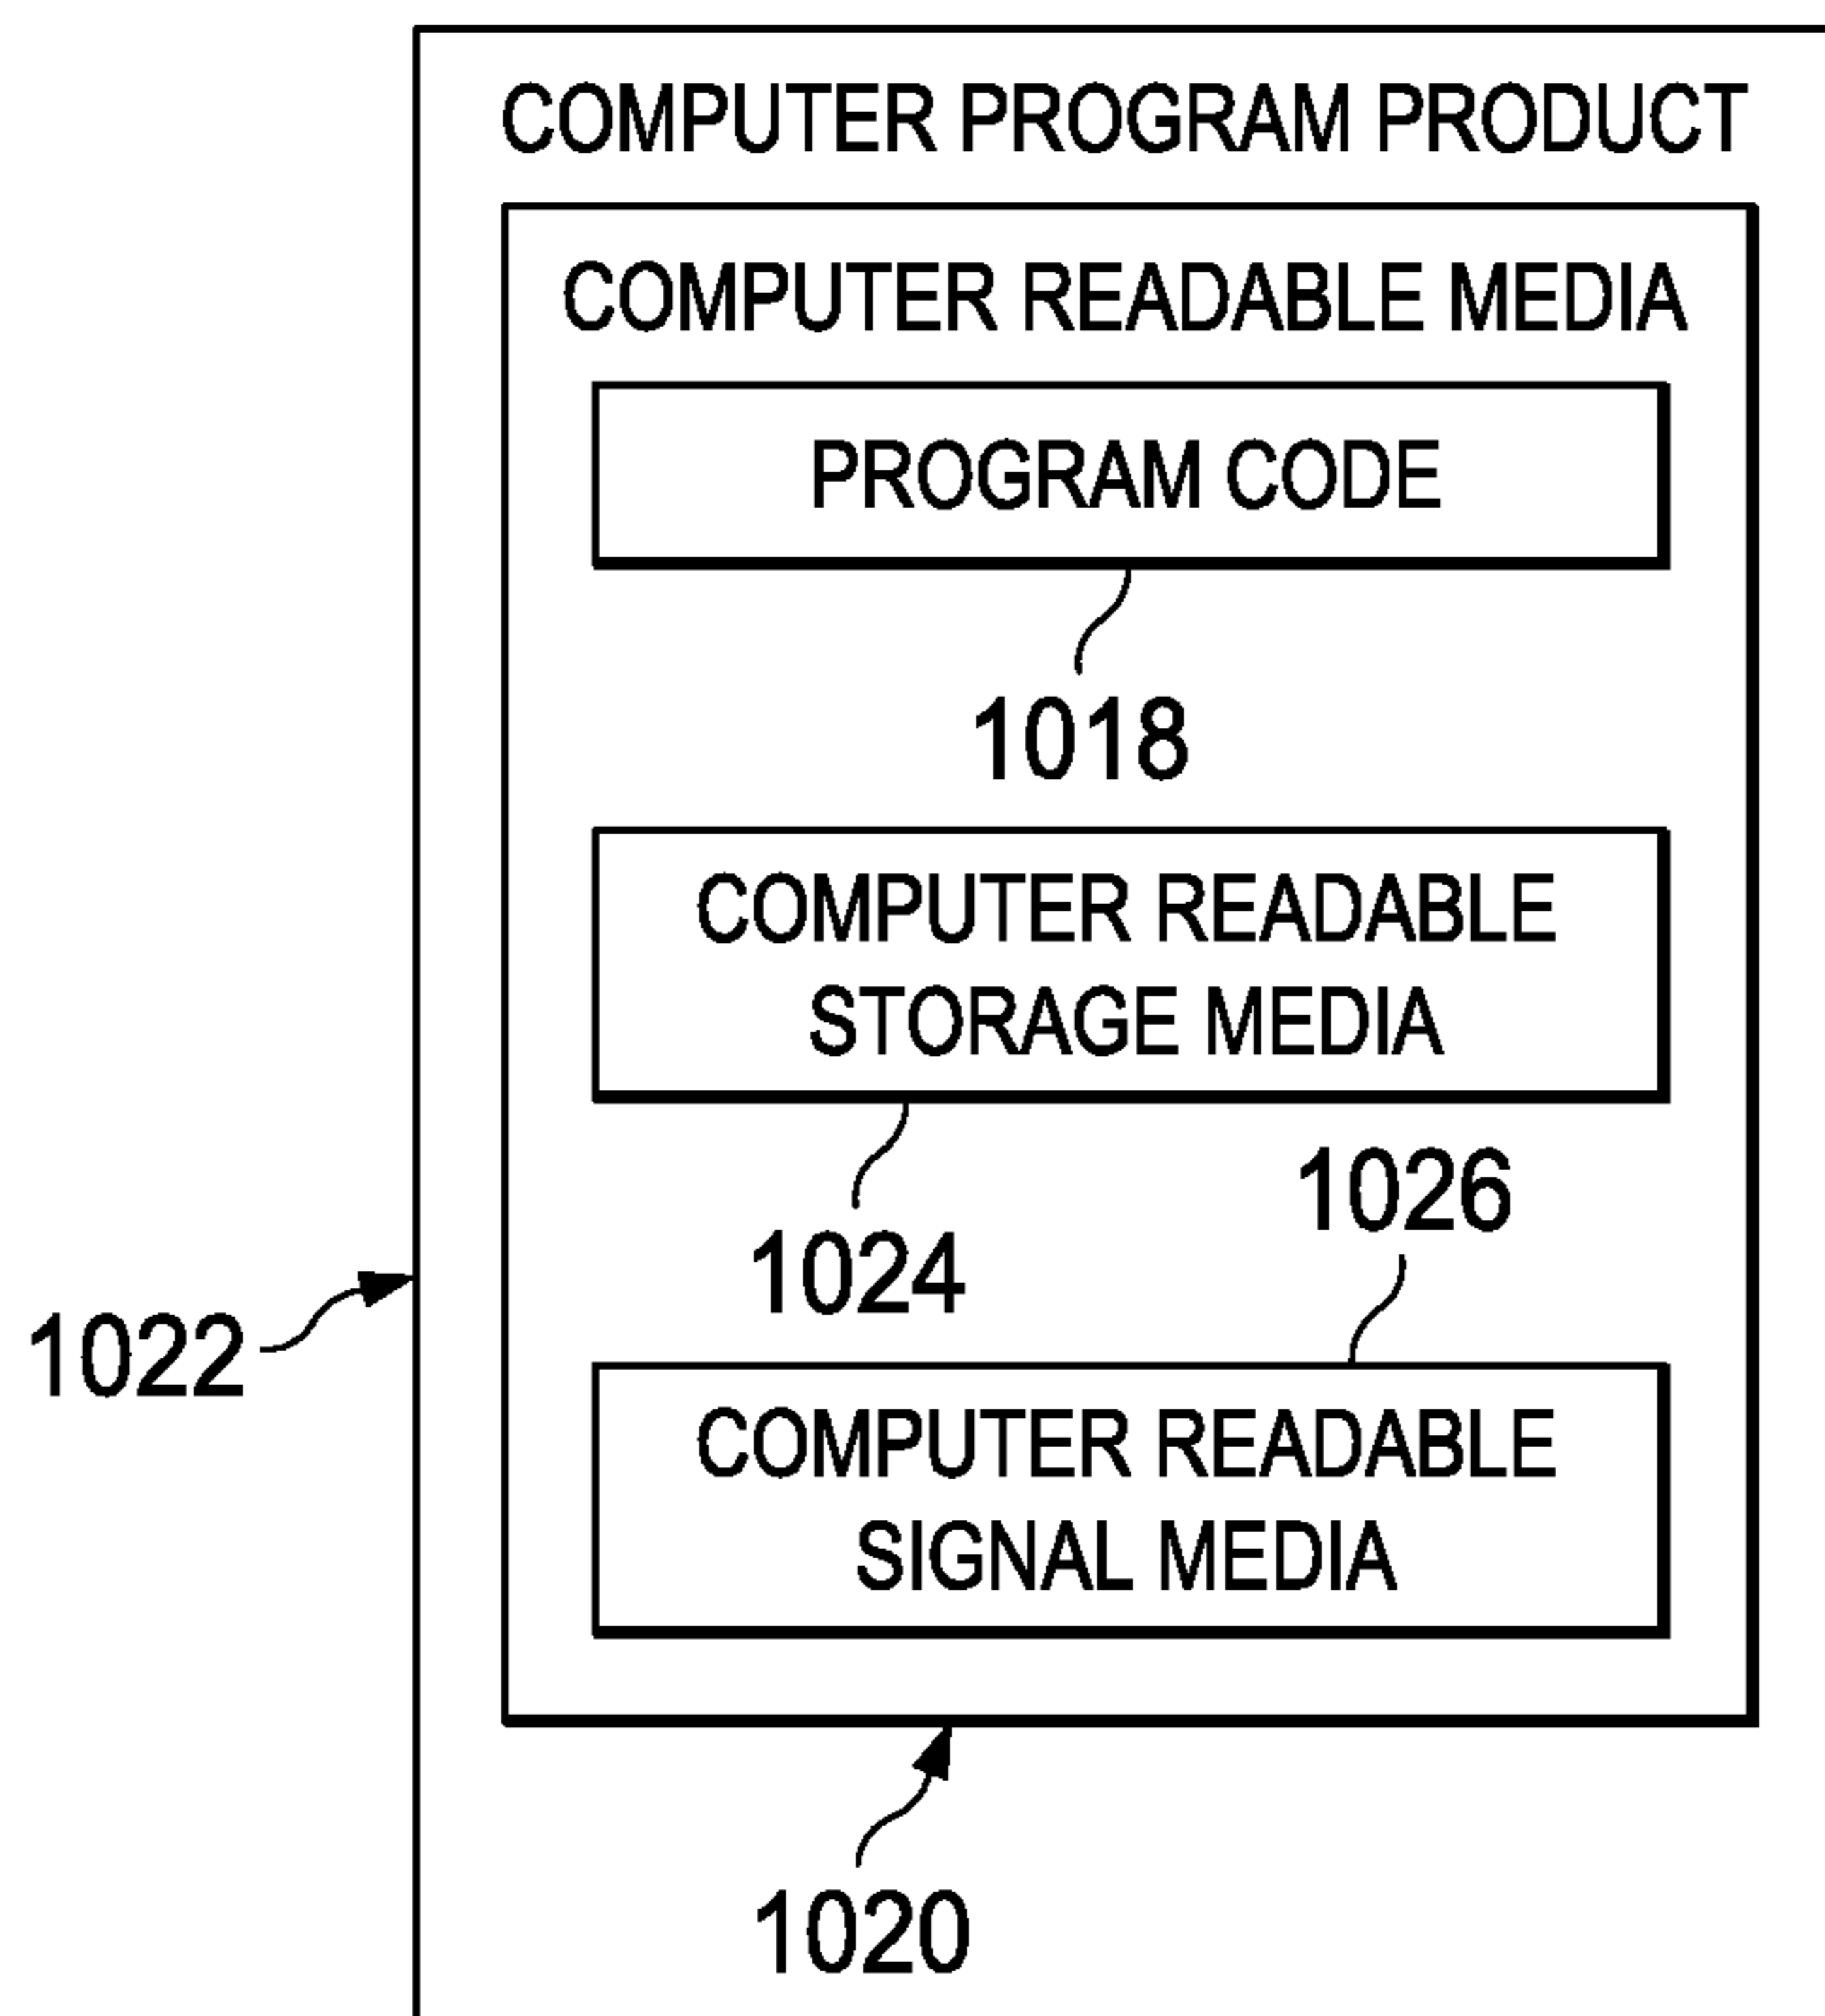 COMPUTER PROGRAM PRODUCT
COMPUTER READABLE MEDIA
PROGRAM CODE
1018
COMPUTER READABLE
STORAGE MEDIA
1026
1024
1022
COMPUTER READABLE
SIGNAL MEDIA
1020